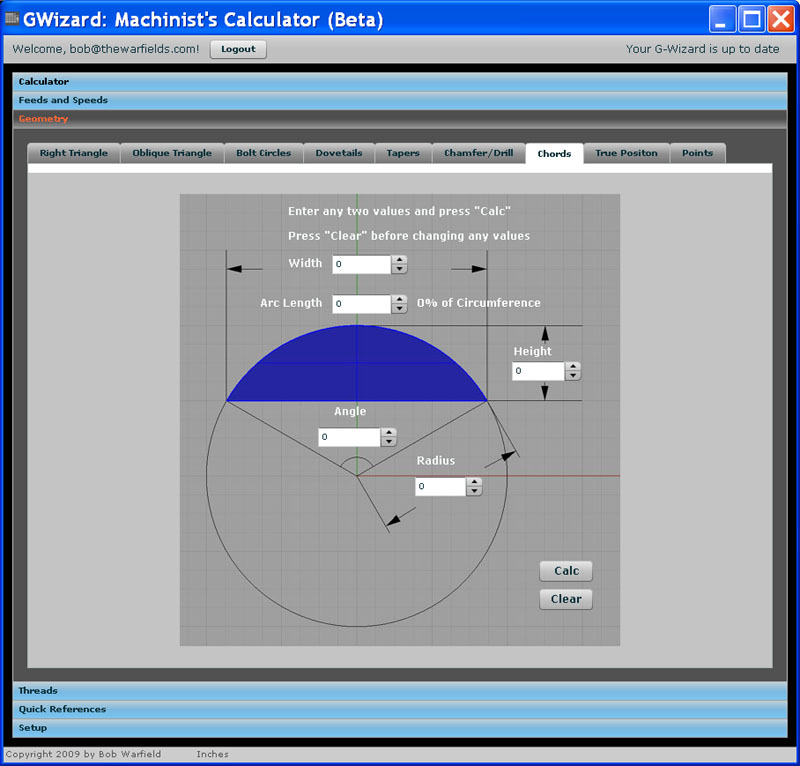 GWizard: Machinist's Calculator (Beta)
Welcome, bob@thewarfields.com! Logout Your G-Wizard is up to date
Calculator
Feeds and Speeds
Geometry
Right Triangle Oblique Triangle Bolt Circles Dovetails Tapers Chamfer/Drill Chords True Positon Points
Enter any two values and press "Calc"
Press "Clear" before changing any values
Width 0
Arc Length 0 0% of Circumference
Height
0
Angle
0
Radius
0
Calc
Clear
Threads
Quick References
Setup
Copyright 2009 by Bob Warfield Inches